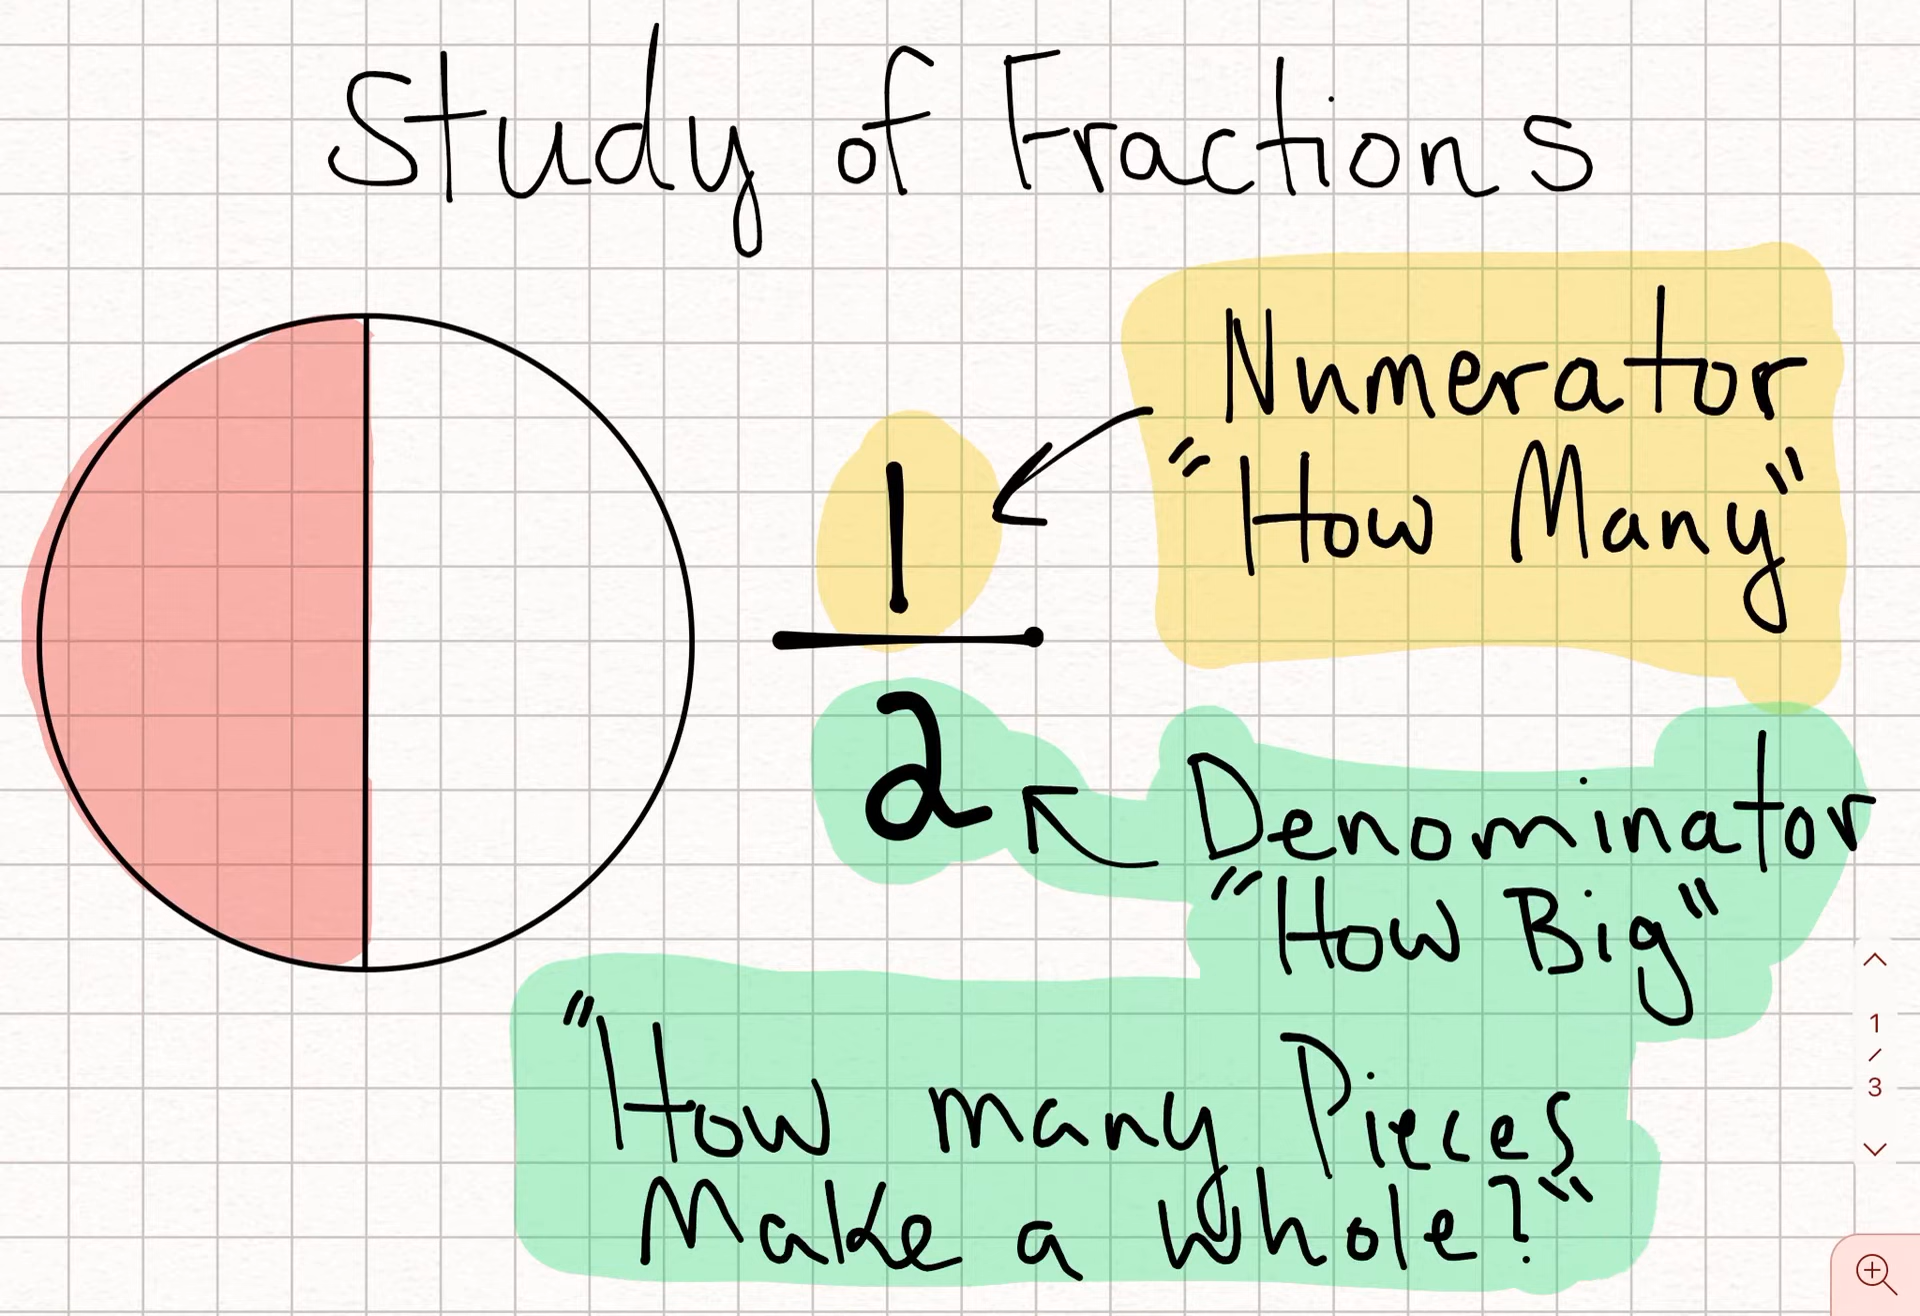 Study of Fractions
Numerator
"How Many"
1
2
Denominator
"How Big"
"How many Pieces
Make a whole?"
1
/
3